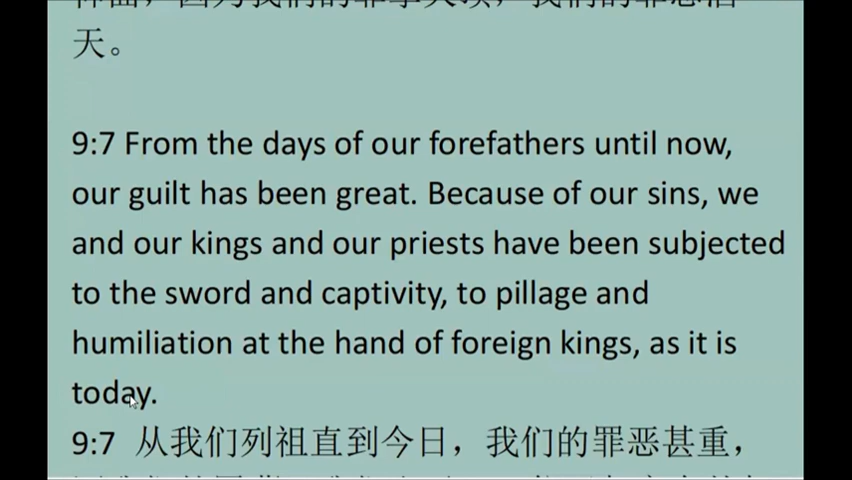 天。
9:7 From the days of our forefathers until now,
our guilt has been great. Because of our sins, we
and our kings and our priests have been subjected
to the sword and captivity, to pillage and
humiliation at the hand of foreign kings, as it is
today.
9:7 从我们列祖直到今日，我们的罪恶甚重，